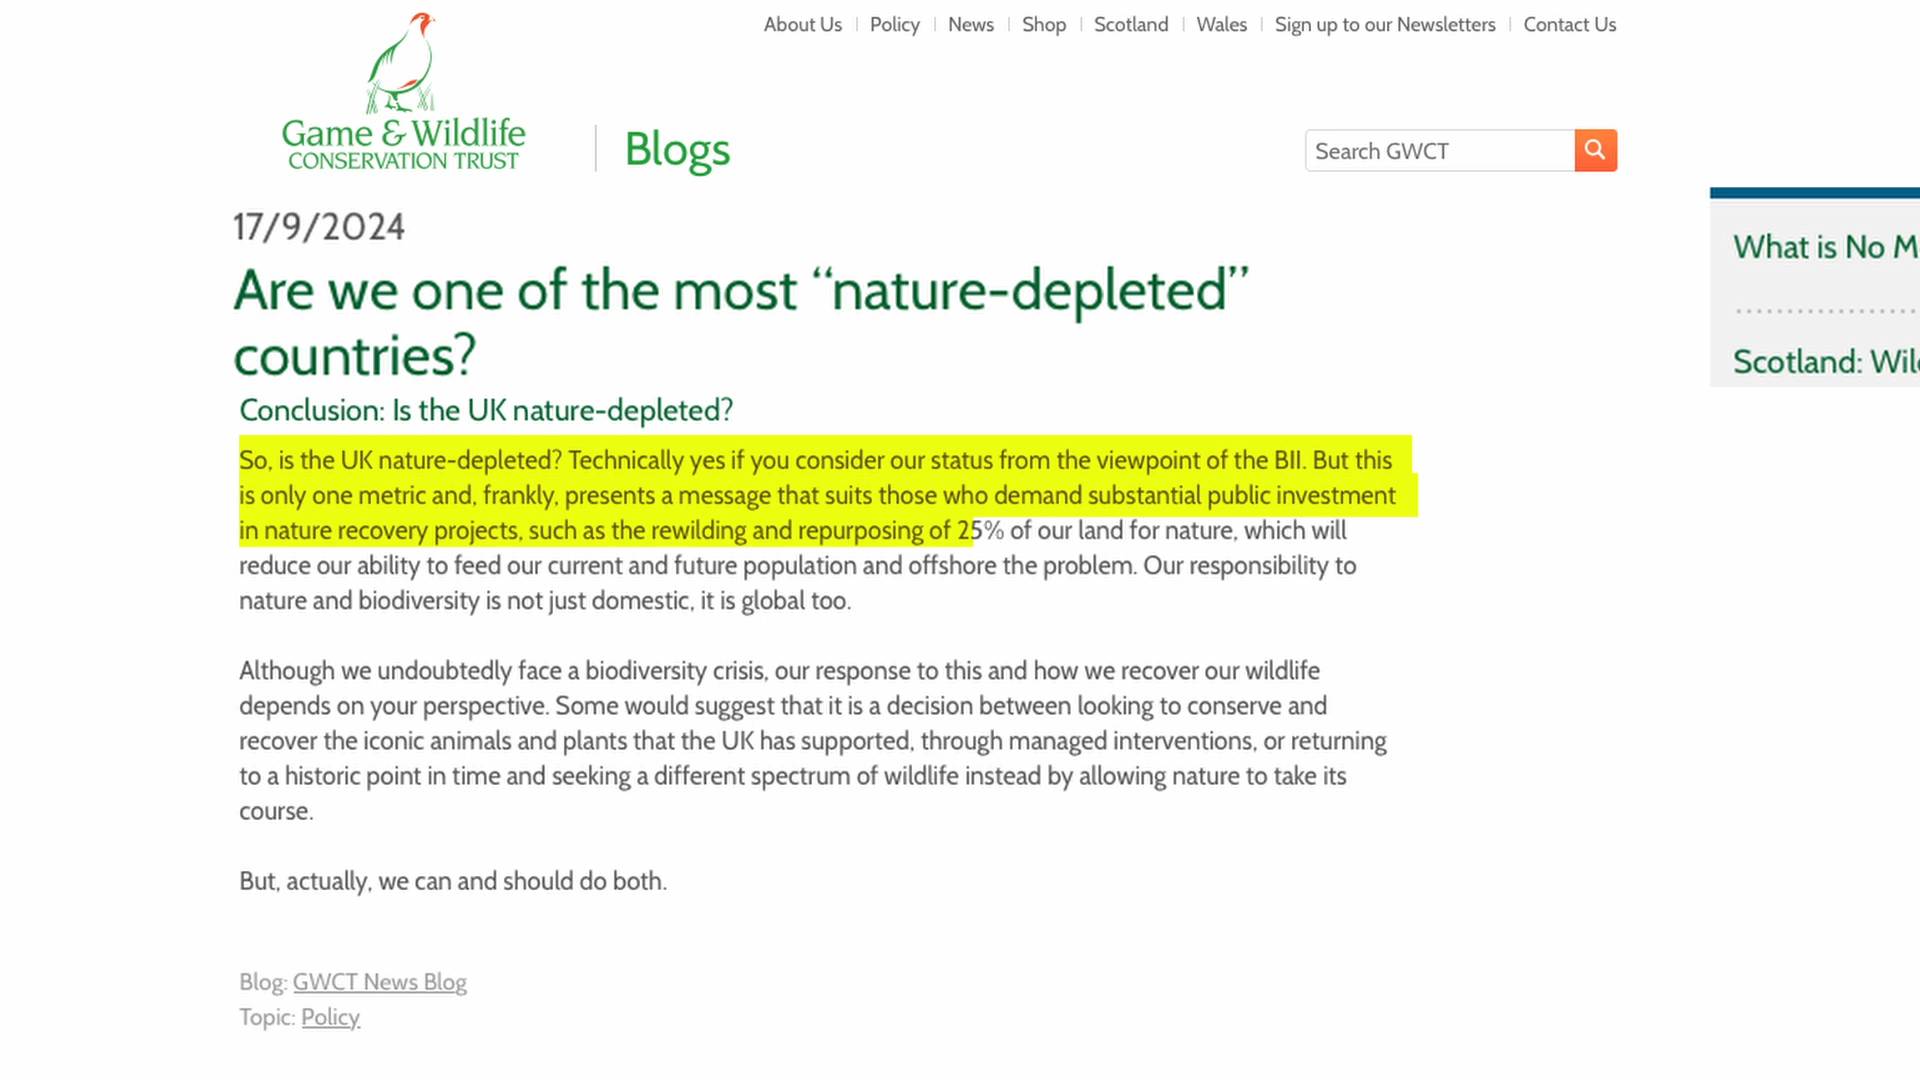 About Us
Policy
News
Shop
Scotland
Wales
Sign up to our Newsletters
Contact Us
Game & Wildlife
CONSERVATION TRUST
Blogs
Search GWCT
17/9/2024
Are we one of the most “nature-depleted”
countries?
Conclusion: Is the UK nature-depleted?
So, is the UK nature-depleted? Technically yes if you consider our status from the viewpoint of the BII. But this
is only one metric and, frankly, presents a message that suits those who demand substantial public investment
in nature recovery projects, such as the rewilding and repurposing of 25% of our land for nature, which will
reduce our ability to feed our current and future population and offshore the problem. Our responsibility to
nature and biodiversity is not just domestic, it is global too.
Although we undoubtedly face a biodiversity crisis, our response to this and how we recover our wildlife
depends on your perspective. Some would suggest that it is a decision between looking to conserve and
recover the iconic animals and plants that the UK has supported, through managed interventions, or returning
to a historic point in time and seeking a different spectrum of wildlife instead by allowing nature to take its
course.
But, actually, we can and should do both.
Blog: GWCT News Blog
Topic: Policy
What is No
Scotland: